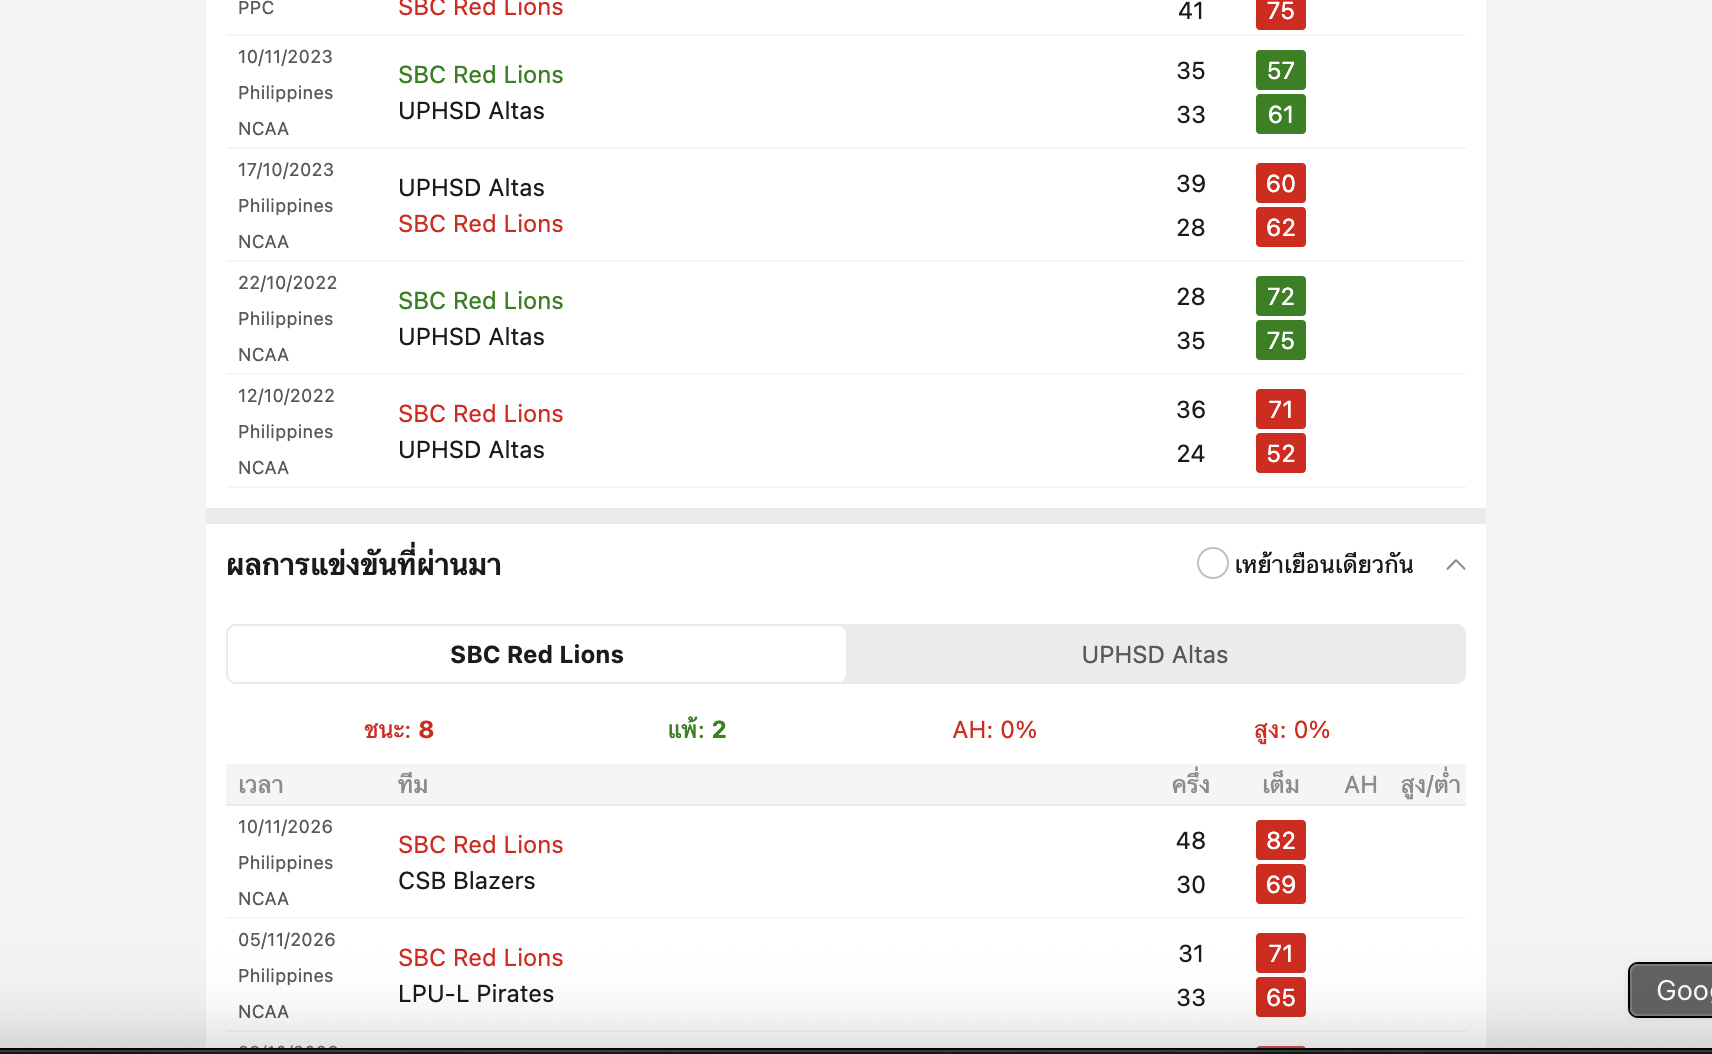 PPC SBC Red Lions 41 75
10/11/2023
SBC Red Lions 35 57
Philippines
UPHSD Altas 33 61
NCAA
17/10/2023
UPHSD Altas 39 60
Philippines
SBC Red Lions 28 62
NCAA
22/10/2022
SBC Red Lions 28 72
Philippines
UPHSD Altas 35 75
NCAA
12/10/2022
SBC Red Lions 36 71
Philippines
UPHSD Altas 24 52
NCAA
ผลการแข่งขันที่ผ่านมา เหย้าเยือนเดียวกัน
SBC Red Lions UPHSD Altas
ชนะ: 8 แพ้: 2 AH: 0% สูง: 0%
เวลา ทีม ครึ่ง เต็ม AH สูง/ต่ำ
10/11/2026
SBC Red Lions 48 82
Philippines
CSB Blazers 30 69
NCAA
05/11/2026
SBC Red Lions 31 71
Philippines
LPU-L Pirates 33 65
NCAA